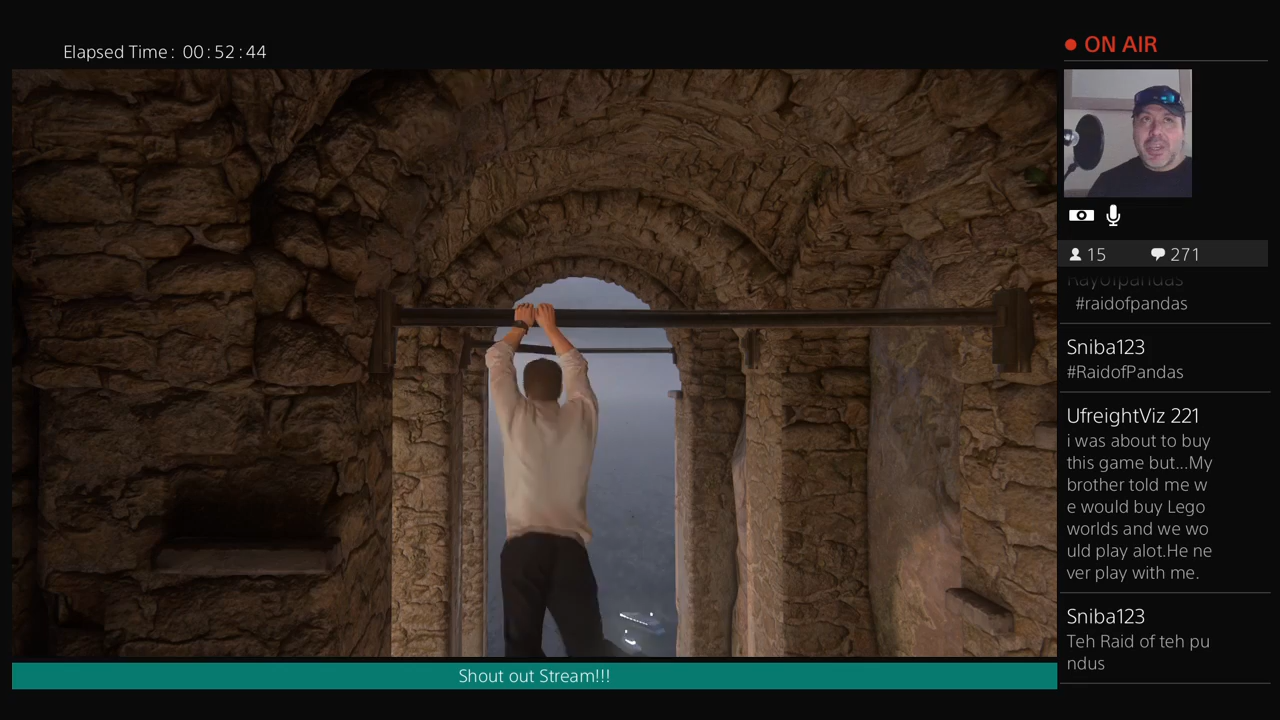 Elapsed Time: 00:52:44
ON AIR
15 271
Rayofpandas
#raidofpandas
Sniba123
#RaidofPandas
UfreightViz 221
i was about to buy
this game but...My
brother told me w
e would buy Lego
worlds and we wo
uld play alot.He ne
ver play with me.
Sniba123
Teh Raid of teh pu
ndus
Shout out Stream!!!